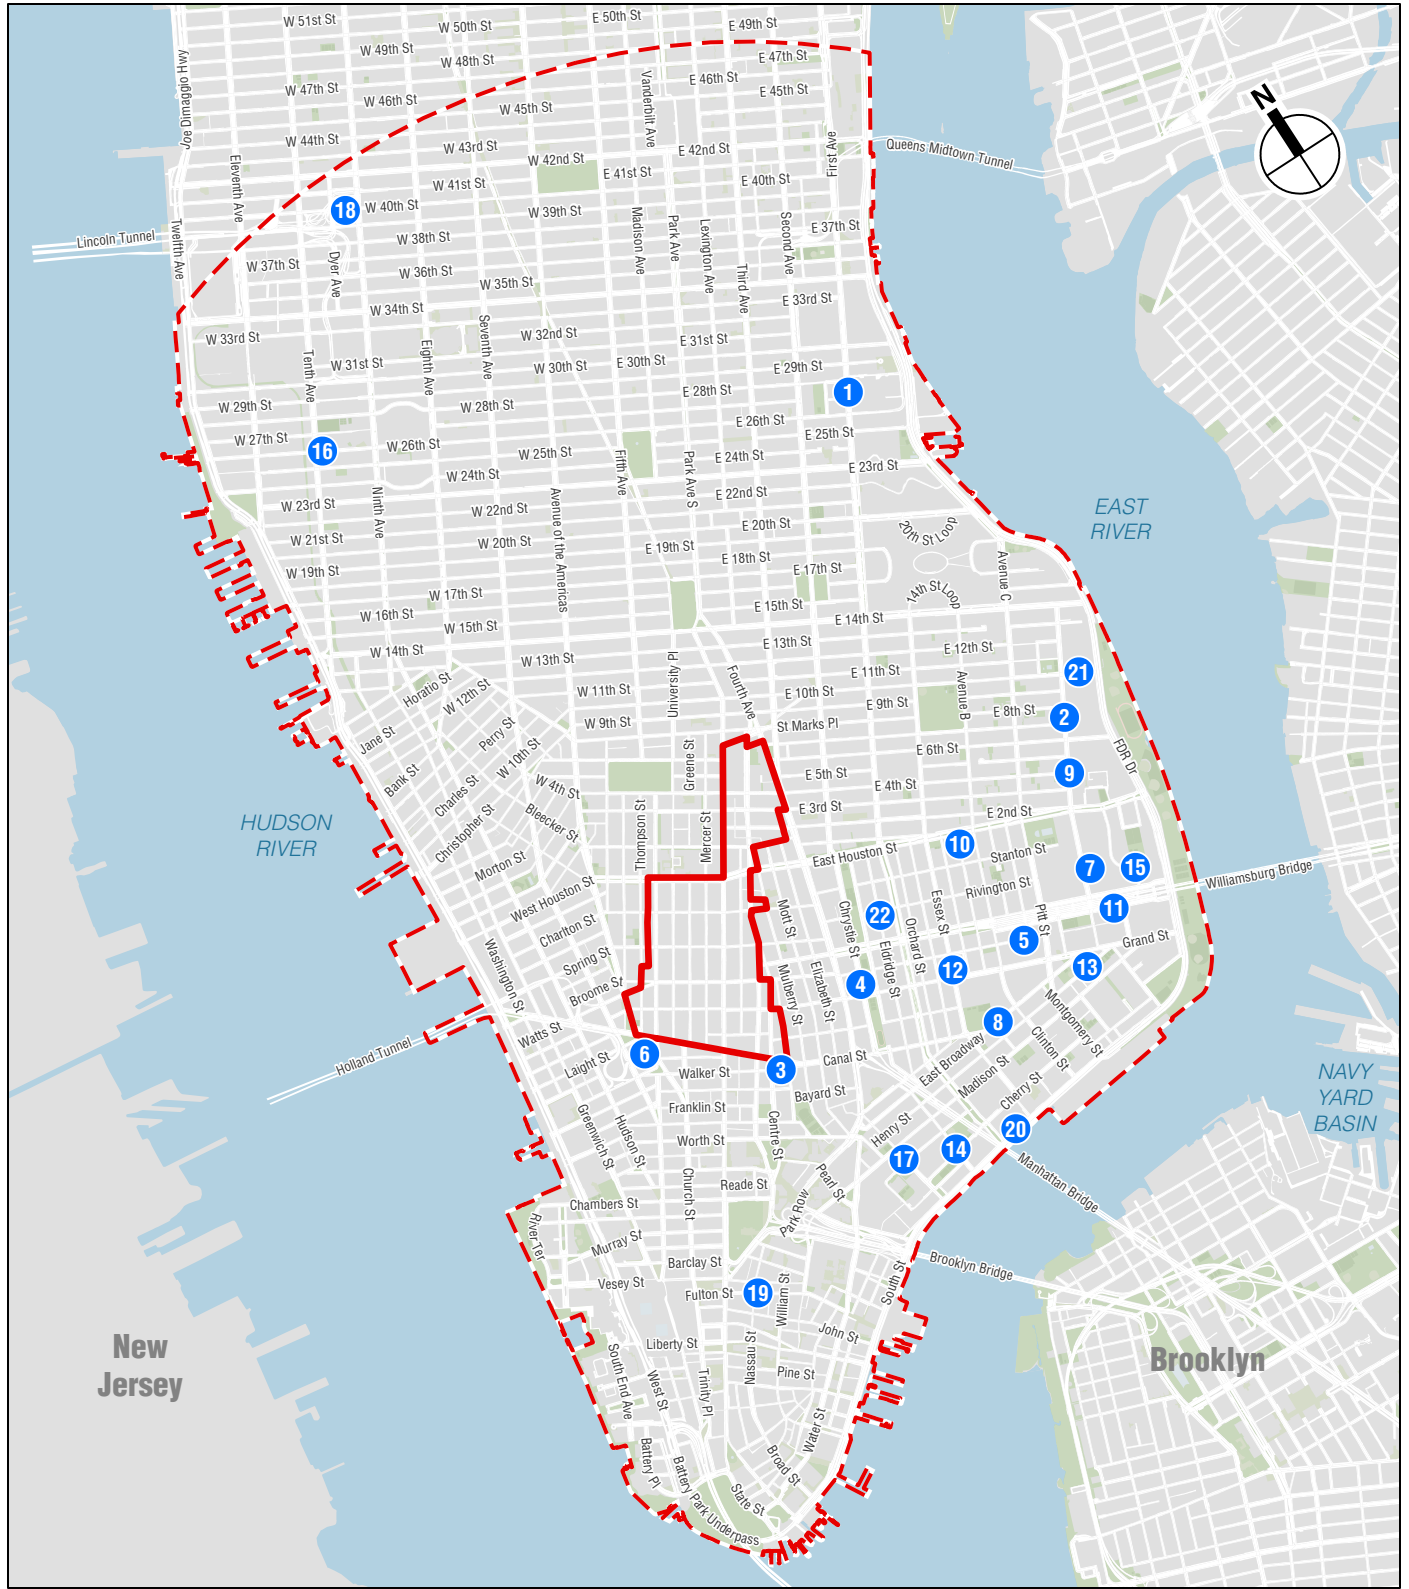 W 51st St
E 50th St
W 50th St
E 49th St
W 49th St
W 48th St
E 47th St
Joe Dimaggio Hwy
W 47th St
W 46th St
W 45th St
Vanderbilt Ave
E 46th St
E 45th St
N
W 44th St
W 43rd St
W 42nd St
E 42nd St
First Ave
Queens Midtown Tunnel
Eleventh Ave
W 41st St
E 41st St
E 40th St
18
W 40th St
W 39th St
Madison Ave
Park Ave
Lexington Ave
Second Ave
E 37th St
Lincoln Tunnel
Twelfth Ave
W 38th St
W 37th St
Dyer Ave
W 36th St
W 35th St
Third Ave
E 33rd St
W 34th St
W 33rd St
Seventh Ave
W 32nd St
E 31st St
Tenth Ave
W 31st St
Eighth Ave
W 30th St
E 30th St
E 29th St
1
W 29th St
W 28th St
E 28th St
W 27th St
16
W 26th St
E 26th St
E 25th St
W 25th St
Fifth Ave
Park Ave S
E 24th St
W 24th St
E 23rd St
W 23rd St
Ninth Ave
W 22nd St
Avenue of the Americas
E 22nd St
EAST
RIVER
W 21st St
W 20th St
E 20th St
20th St Loop
E 19th St
E 18th St
Avenue C
W 19th St
E 17th St
14th St Loop
W 17th St
W 16th St
E 15th St
W 15th St
E 14th St
W 14th St
W 13th St
E 13th St
E 12th St
University Pl
Fourth Ave
E 11th St
21
Horatio St
W 12th St
W 11th St
E 10th St
Avenue B
E 9th St
E 8th St
2
W 9th St
St Marks Pl
Jane St
Perry St
W 10th St
Greene St
E 6th St
FDR Dr
Bank St
W 4th St
E 5th St
9
Charles St
E 4th St
HUDSON
RIVER
Christopher St
Bleecker St
Thompson St
Mercer St
E 3rd St
E 2nd St
10
East Houston St
Stanton St
7
15
Morton St
Williamsburg Bridge
West Houston St
Rivington St
Mott St
Chrystie St
22
Essex St
Pitt St
11
Charlton St
Orchard St
5
Grand St
Washington St
Spring St
Mulberry St
Elizabeth St
Eldridge St
12
13
Broome St
4
Montgomery St
Watts St
8
Clinton St
Holland Tunnel
Laight St
6
Walker St
3
Canal St
East Broadway
Madison St
NAVY
YARD
BASIN
Bayard St
Cherry St
Greenwich St
Hudson St
Franklin St
Centre St
Worth St
Henry St
20
17
14
Manhattan Bridge
Church St
Reade St
Pearl St
Park Row
Chambers St
River Ter
Murray St
Barclay St
Brooklyn Bridge
Vesey St
Fulton St
19
William St
South St
New
Jersey
Liberty St
Nassau St
John St
Brooklyn
South End Ave
West St
Trinity Pl
Pine St
Water St
Battery Pl
Battery Park Underpass
Broad St
State St